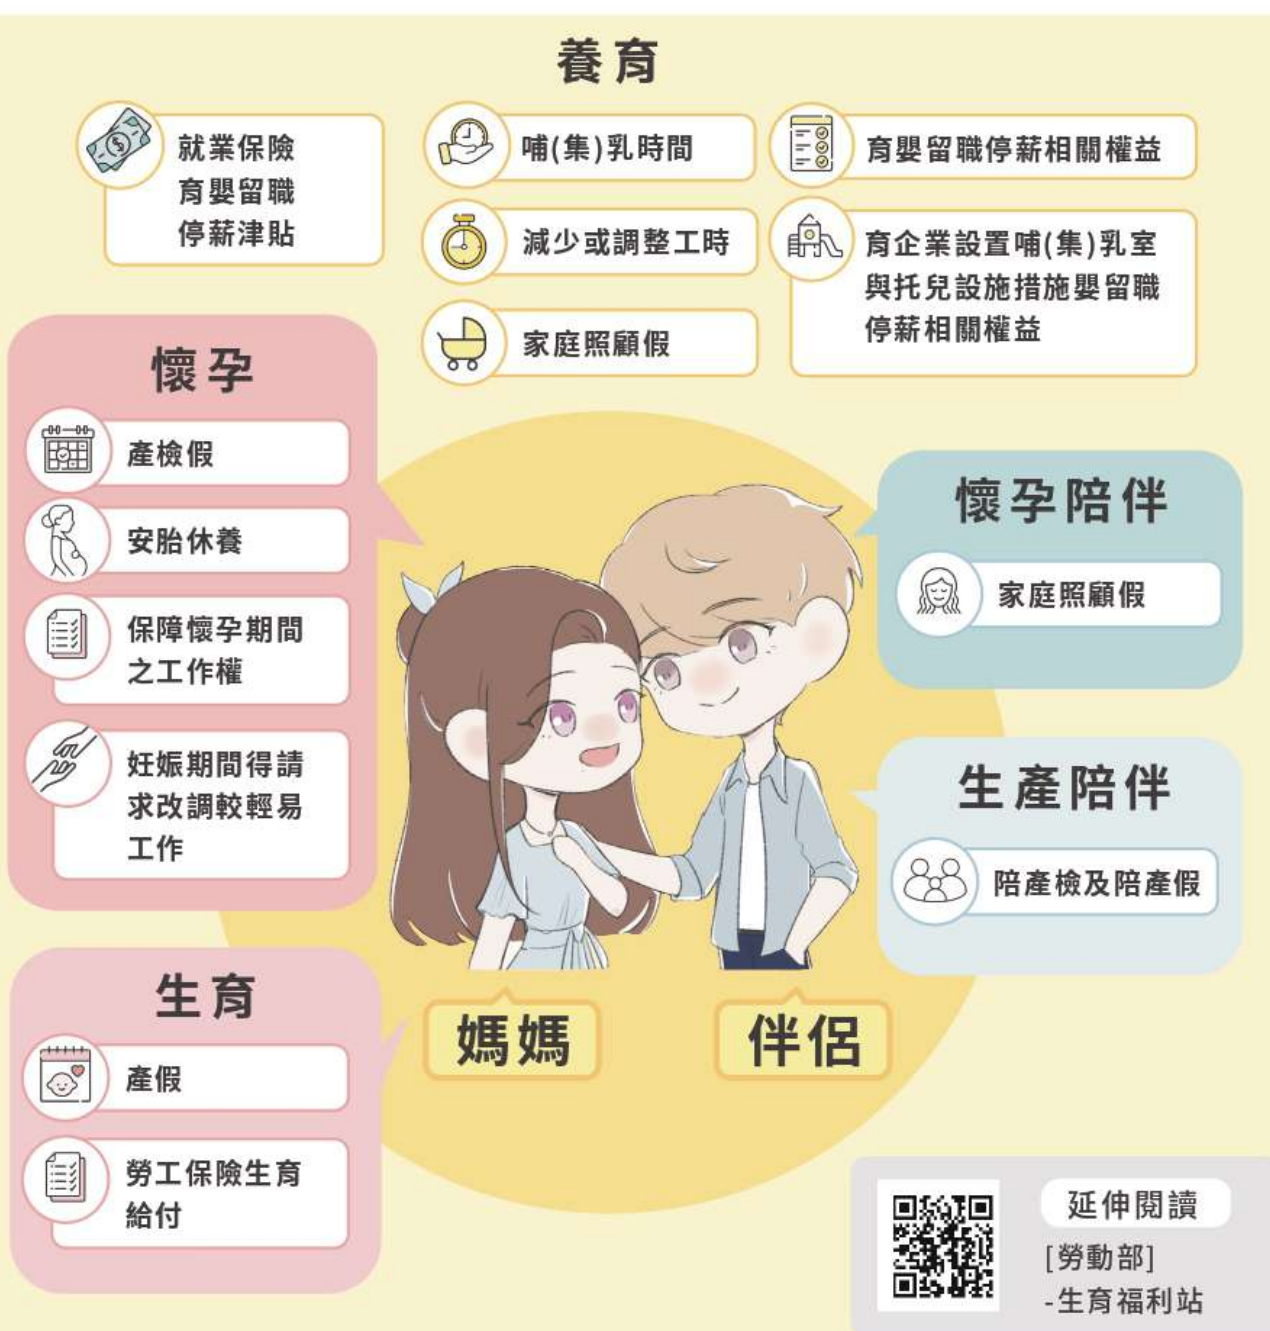 養育
就業保險
育嬰留職
停薪津貼
哺(集)乳時間
減少或調整工時
家庭照顧假
育嬰留職停薪相關權益
育企業設置哺(集)乳室
與托兒設施措施嬰留職
停薪相關權益
懷孕
產檢假
安胎休養
保障懷孕期間
之工作權
妊娠期間得請
求改調較輕易
工作
生育
產假
勞工保險生育
給付
懷孕陪伴
家庭照顧假
生產陪伴
陪產檢及陪產假
媽媽
伴侶
延伸閱讀
[勞動部]
-生育福利站